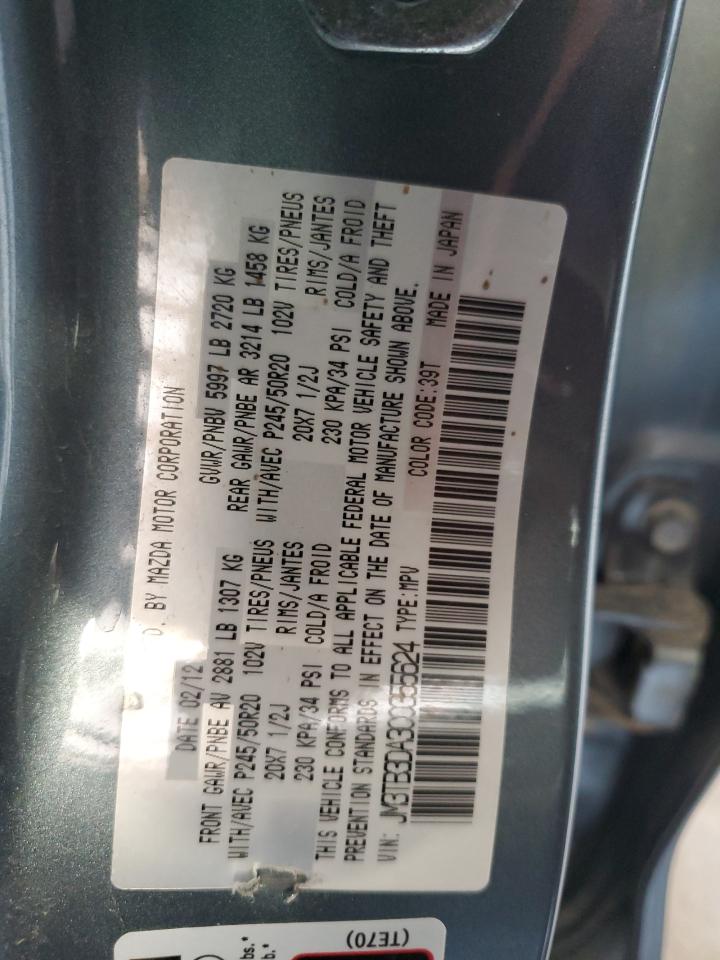 D. BY MAZDA MOTOR CORPORATION
DATE 02/12 GVWR/PNBV 5997 LB 2720 KG
FRONT GAWR/PNBE AV 2881 LB 1307 KG REAR GAWR/PNBE AR 3214 LB 1458 KG
WITH/AVEC P245/50R20 102V TIRES/PNEUS WITH/AVEC P245/50R20 102V TIRES/PNEUS
20X7 1/2J RIMS/JANTES 20X7 1/2J RIMS/JANTES
230 KPA/34 PSI COLD/A FROID 230 KPA/34 PSI COLD/A FROID
THIS VEHICLE CONFORMS TO ALL APPLICABLE FEDERAL MOTOR VEHICLE SAFETY AND THEFT
PREVENTION STANDARDS IN EFFECT ON THE DATE OF MANUFACTURE SHOWN ABOVE.
VIN: JM3TB3DA3C0355624 TYPE:MPV COLOR CODE:39T MADE IN JAPAN
(TE70)
bs.*
b.*